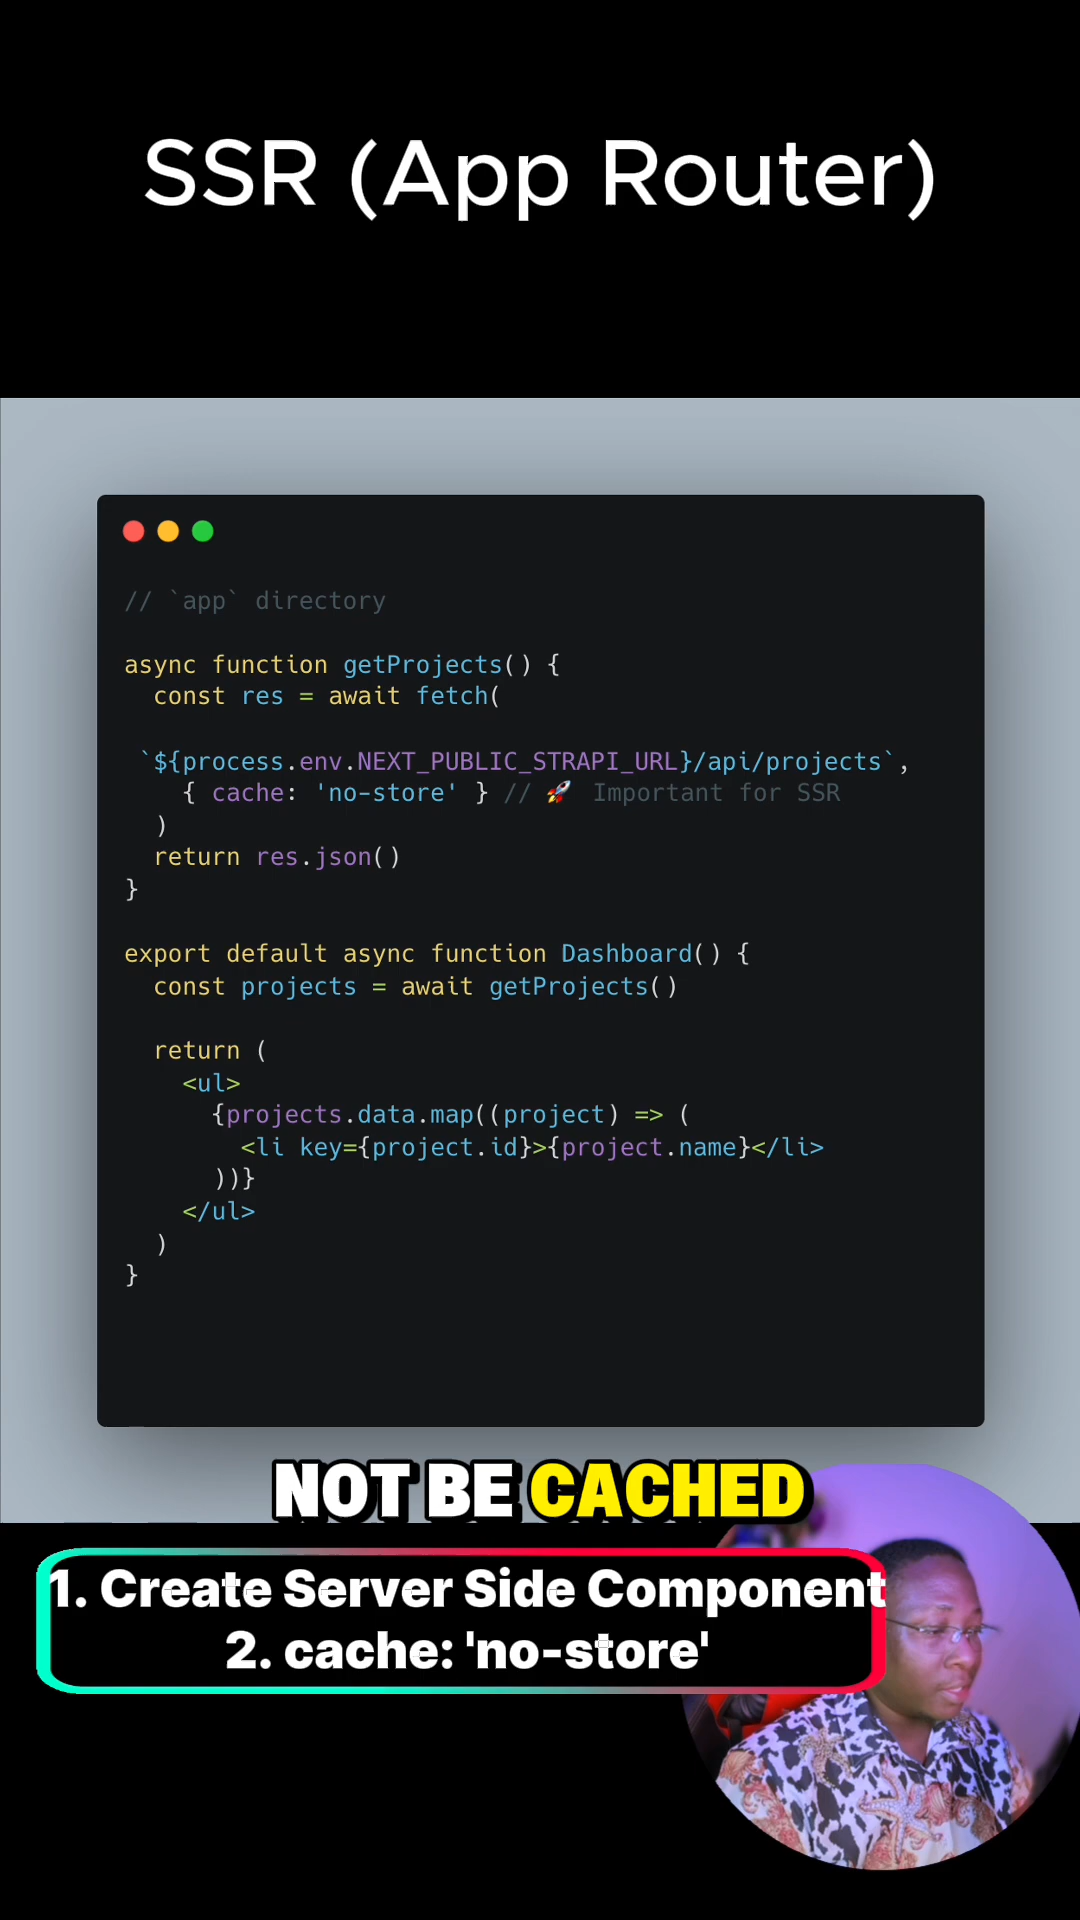 SSR (App Router)
// `app` directory
async function getProjects() {
  const res = await fetch(
 `${process.env.NEXT_PUBLIC_STRAPI_URL}/api/projects`,
    { cache: 'no-store' } // 🚀 Important for SSR
  )
  return res.json()
}
export default async function Dashboard() {
  const projects = await getProjects()
  return (
    <ul>
      {projects.data.map((project) => (
        <li key={project.id}>{project.name}</li>
      ))}
    </ul>
  )
}
NOT BE CACHED
1. Create Server Side Component
2. cache: 'no-store'